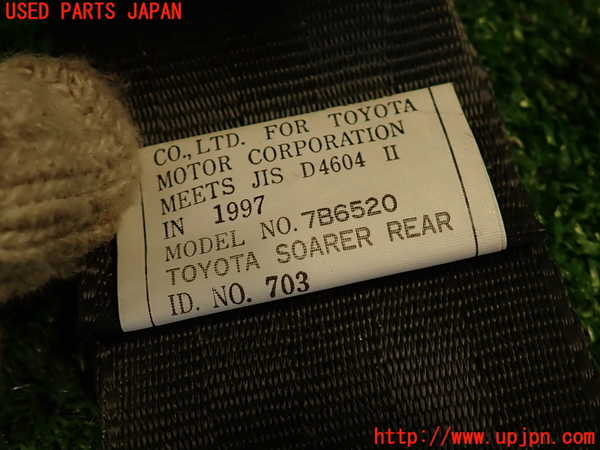 USED PARTS JAPAN
CO., LTD. FOR TOYOTA
MOTOR CORPORATION
MEETS JIS D4604 II
IN 1997
MODEL NO. 7B6520
TOYOTA SOARER REAR
ID. NO. 703
http://www.upjpn.com/